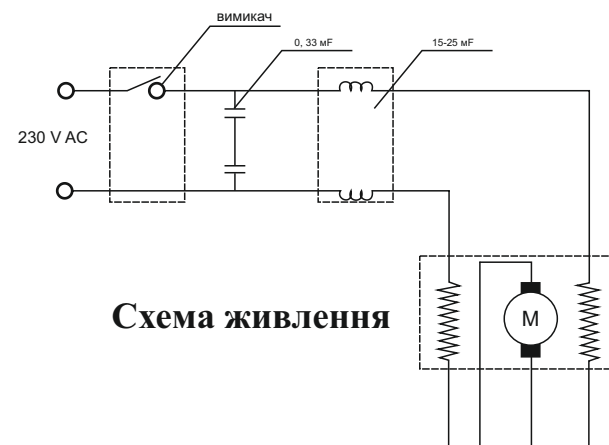 вимикач
0, 33 мF
15-25 мF
230 V AC
Схема живлення
M